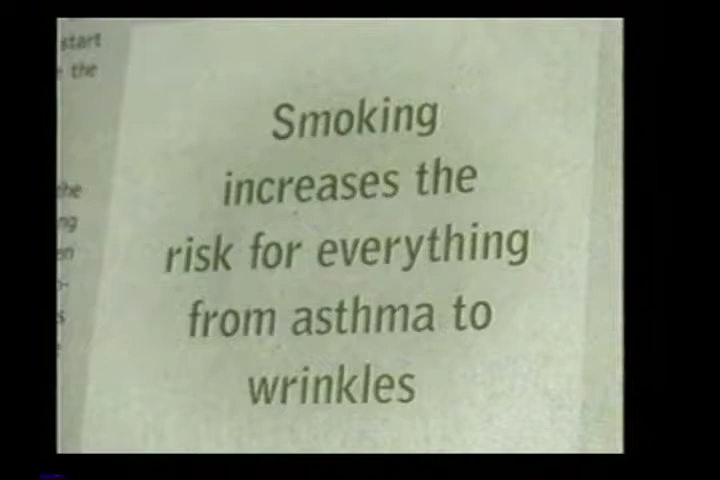 start
the
Smoking
increases the
risk for everything
from asthma to
wrinkles